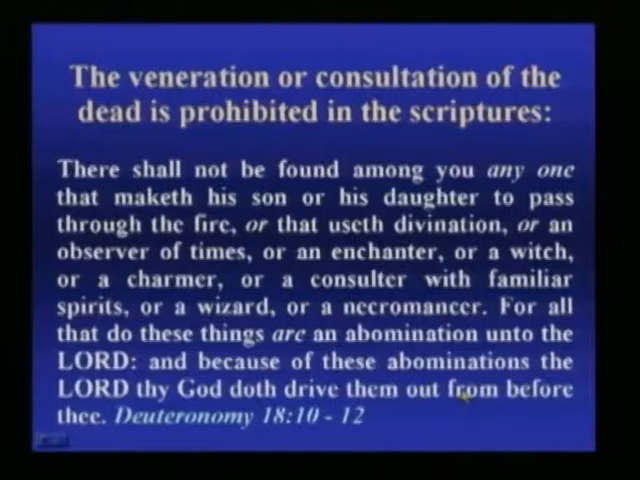 The veneration or consultation of the
dead is prohibited in the scriptures:
There shall not be found among you any one
that maketh his son or his daughter to pass
through the fire, or that useth divination, or an
observer of times, or an enchanter, or a witch,
or a charmer, or a consulter with familiar
spirits, or a wizard, or a necromancer. For all
that do these things are an abomination unto the
LORD: and because of these abominations the
LORD thy God doth drive them out from before
thee. Deuteronomy 18:10 - 12